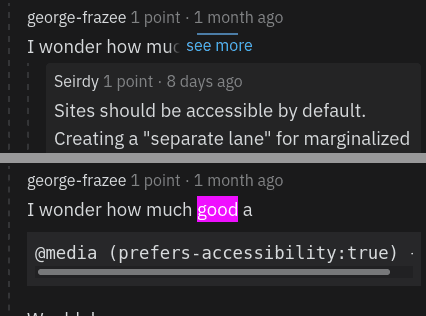 george-frazee 1 point · 1 month ago
I wonder how muc see more
Seirdy 1 point · 8 days ago
Sites should be accessible by default.
Creating a "separate lane" for marginalized
george-frazee 1 point · 1 month ago
I wonder how much good a
@media (prefers-accessibility:true)